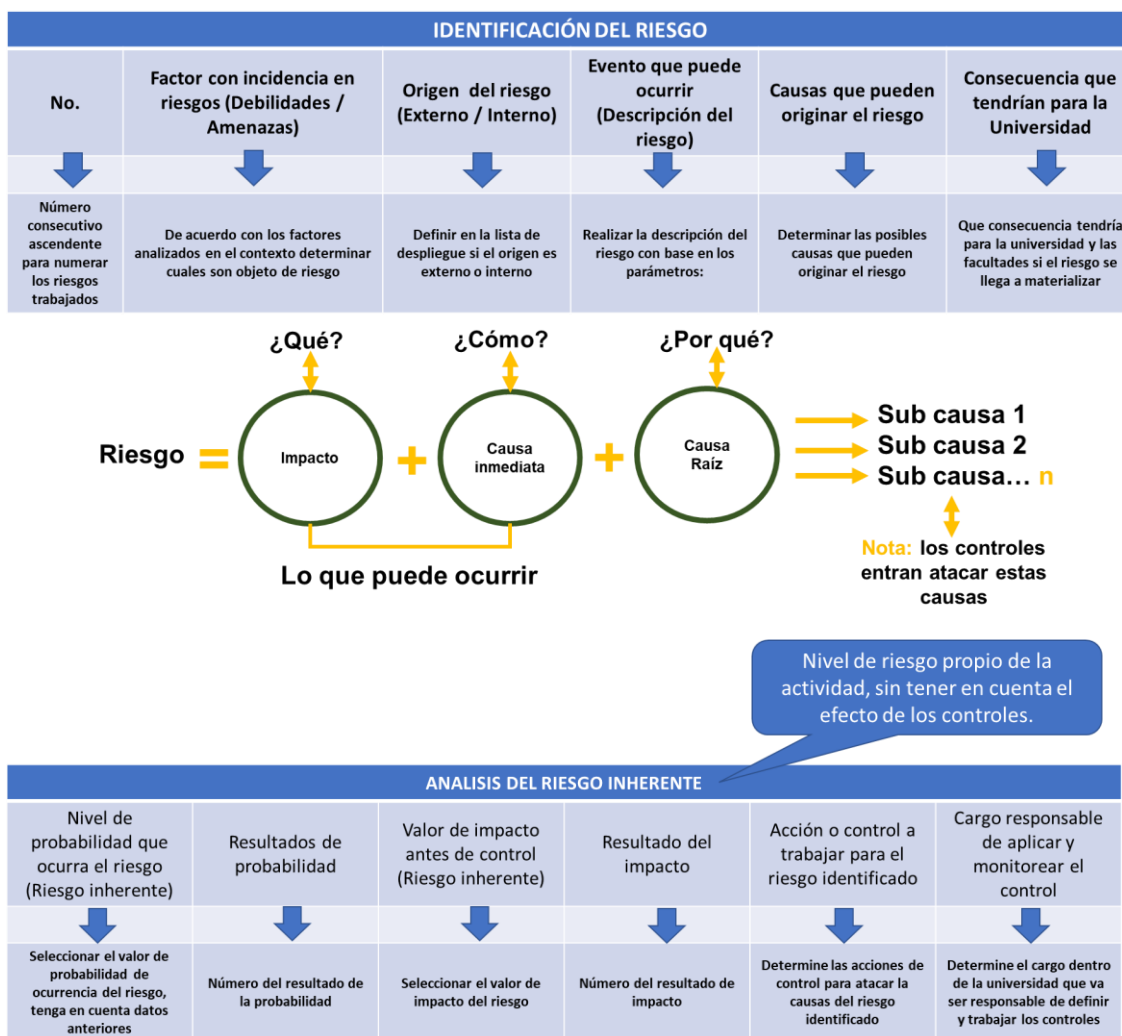 IDENTIFICACIÓN DEL RIESGO
No.
Factor con incidencia en
riesgos (Debilidades /
Amenazas)
Origen del riesgo
(Externo / Interno)
Evento que puede
ocurrir
(Descripción del
riesgo)
Causas que pueden
originar el riesgo
Consecuencia que
tendrían para la
Universidad
Número
consecutivo
ascendente
para numerar
los riesgos
trabajados
De acuerdo con los factores
analizados en el contexto determinar
cuales son objeto de riesgo
Definir en la lista de
despliegue si el origen es
externo o interno
Realizar la descripción del
riesgo con base en los
parámetros:
Determinar las posibles
causas que pueden
originar el riesgo
Que consecuencia tendría
para la universidad y las
facultades si el riesgo se
llega a materializar
¿Qué?
¿Cómo?
¿Por qué?
Riesgo =
Impacto
+
Causa
inmediata
+
Causa
Raíz
Sub causa 1
Sub causa 2
Sub causa... n
Lo que puede ocurrir
Nota: los controles
entran atacar estas
causas
Nivel de riesgo propio de la
actividad, sin tener en cuenta el
efecto de los controles.
ANALISIS DEL RIESGO INHERENTE
Nivel de
probabilidad que
ocurra el riesgo
(Riesgo inherente)
Resultados de
probabilidad
Valor de impacto
antes de control
(Riesgo inherente)
Resultado del
impacto
Acción o control a
trabajar para el
riesgo identificado
Cargo responsable
de aplicar y
monitorear el
control
Seleccionar el valor de
probabilidad de
ocurrencia del riesgo,
tenga en cuenta datos
anteriores
Número del resultado de
la probabilidad
Seleccionar el valor de
impacto del riesgo
Número del resultado de
impacto
Determine las acciones de
control para atacar la
causas del riesgo
identificado
Determine el cargo dentro
de la universidad que va
ser responsable de definir
y trabajar los controles